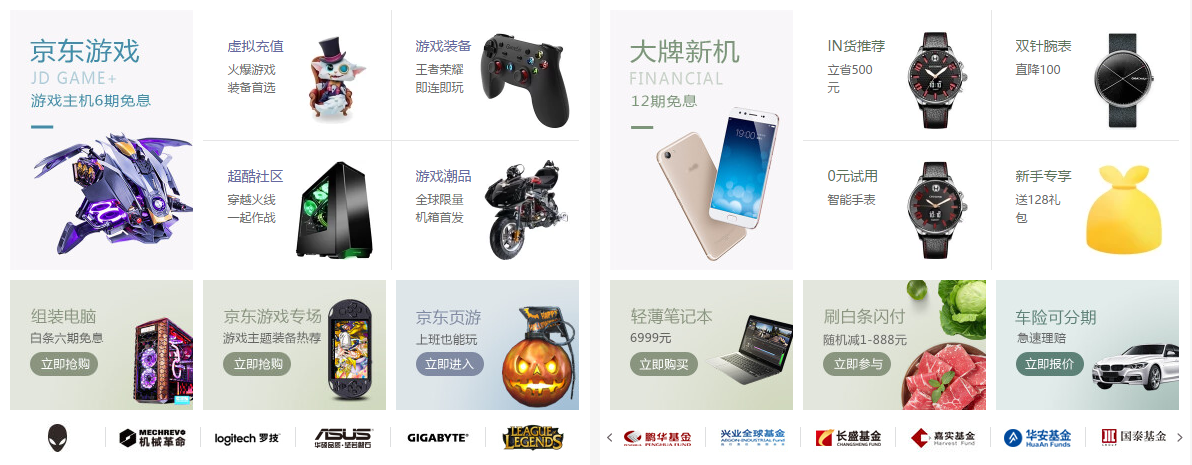 京东游戏
JD GAME+
游戏主机6期免息
虚拟充值
火爆游戏
装备首选
游戏装备
王者荣耀
即连即玩
超酷社区
穿越火线
一起作战
游戏潮品
全球限量
机箱首发
组装电脑
白条六期免息
立即抢购
京东游戏专场
游戏主题装备热荐
立即抢购
京东页游
上班也能玩
立即进入
MECHREVO
机械革命
logitech 罗技
ASUS
华硕品质·坚若磐石
GIGABYTE
LEAGUE of
LEGENDS
大牌新机
FINANCIAL
12期免息
19:00
IN货推荐
立省500
元
双针腕表
直降100
0元试用
智能手表
新手专享
送128礼
包
轻薄笔记本
6999元
立即购买
刷白条闪付
随机减1-888元
立即参与
车险可分期
急速理赔
立即报价
鹏华基金
PENGHUA FUND
兴业全球基金
AEGON-INDUSTRIAL Fund
长盛基金
CHANGSHENG FUND
嘉实基金
Harvest Fund
华安基金
HuaAn Funds
国泰基金